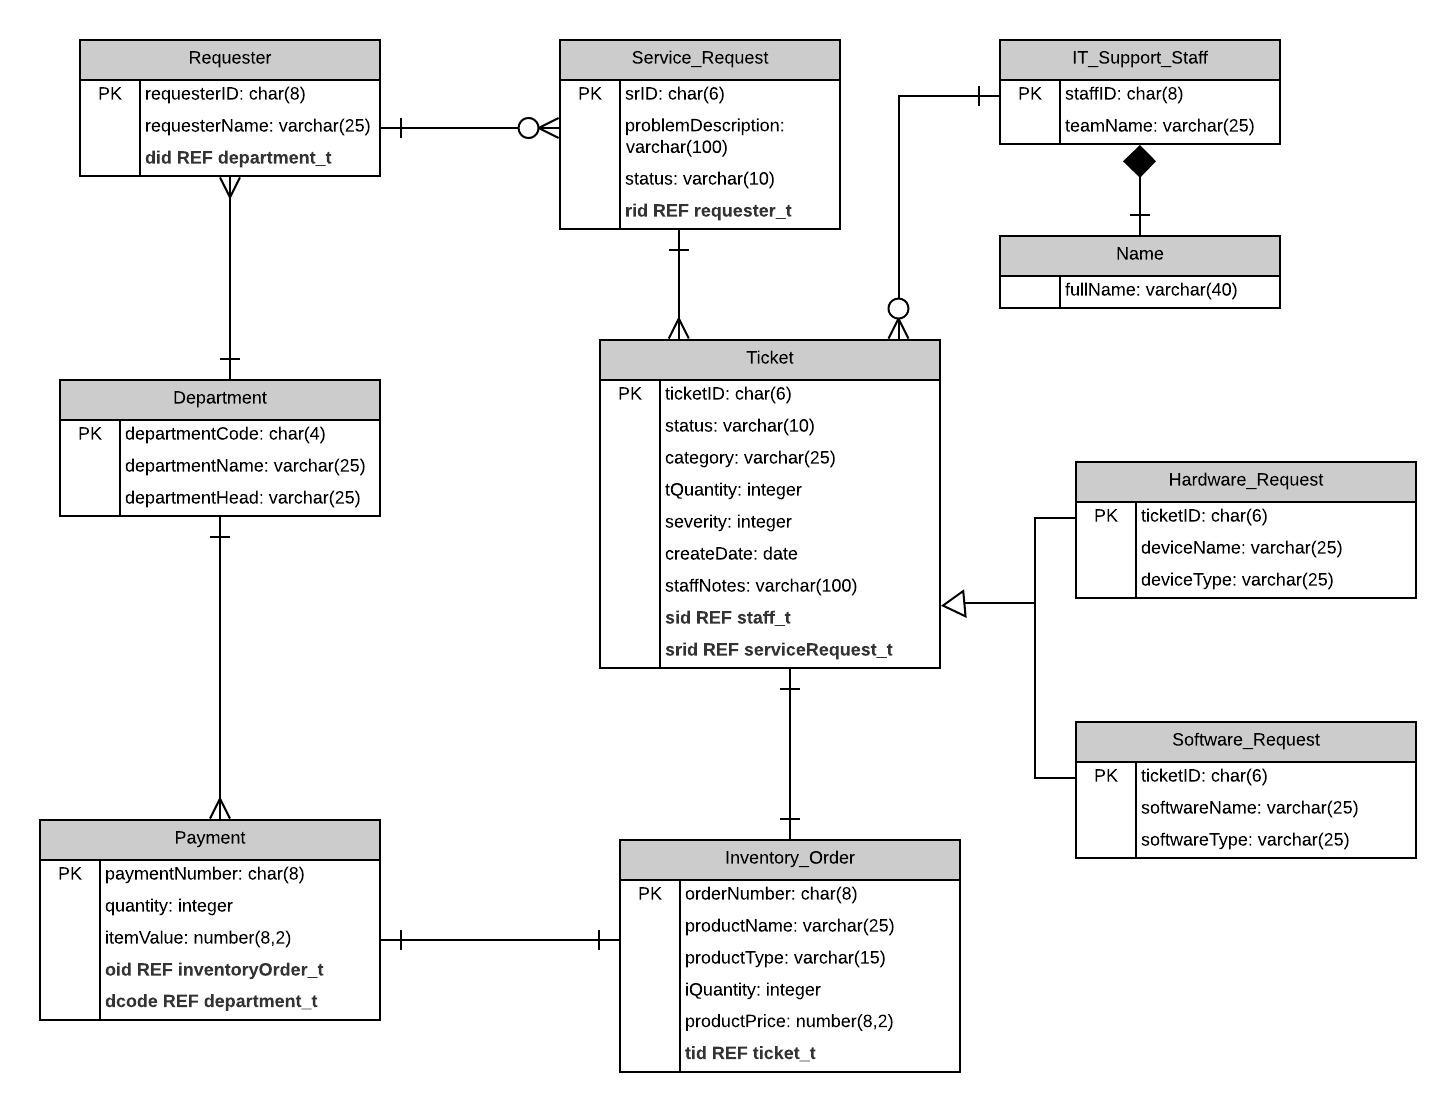 Requester
PK
requesterID: char(8)
requesterName: varchar(25)
did REF department_t
Service_Request
PK
srID: char(6)
problemDescription:
varchar(100)
status: varchar(10)
rid REF requester_t
IT_Support_Staff
PK
staffID: char(8)
teamName: varchar(25)
Name
fullName: varchar(40)
Department
PK
departmentCode: char(4)
departmentName: varchar(25)
departmentHead: varchar(25)
Ticket
PK
ticketID: char(6)
status: varchar(10)
category: varchar(25)
tQuantity: integer
severity: integer
createDate: date
staffNotes: varchar(100)
sid REF staff_t
srid REF serviceRequest_t
Hardware_Request
PK
ticketID: char(6)
deviceName: varchar(25)
deviceType: varchar(25)
Software_Request
PK
ticketID: char(6)
softwareName: varchar(25)
softwareType: varchar(25)
Payment
PK
paymentNumber: char(8)
quantity: integer
itemValue: number(8,2)
oid REF inventoryOrder_t
dcode REF department_t
Inventory_Order
PK
orderNumber: char(8)
productName: varchar(25)
productType: varchar(15)
iQuantity: integer
productPrice: number(8,2)
tid REF ticket_t